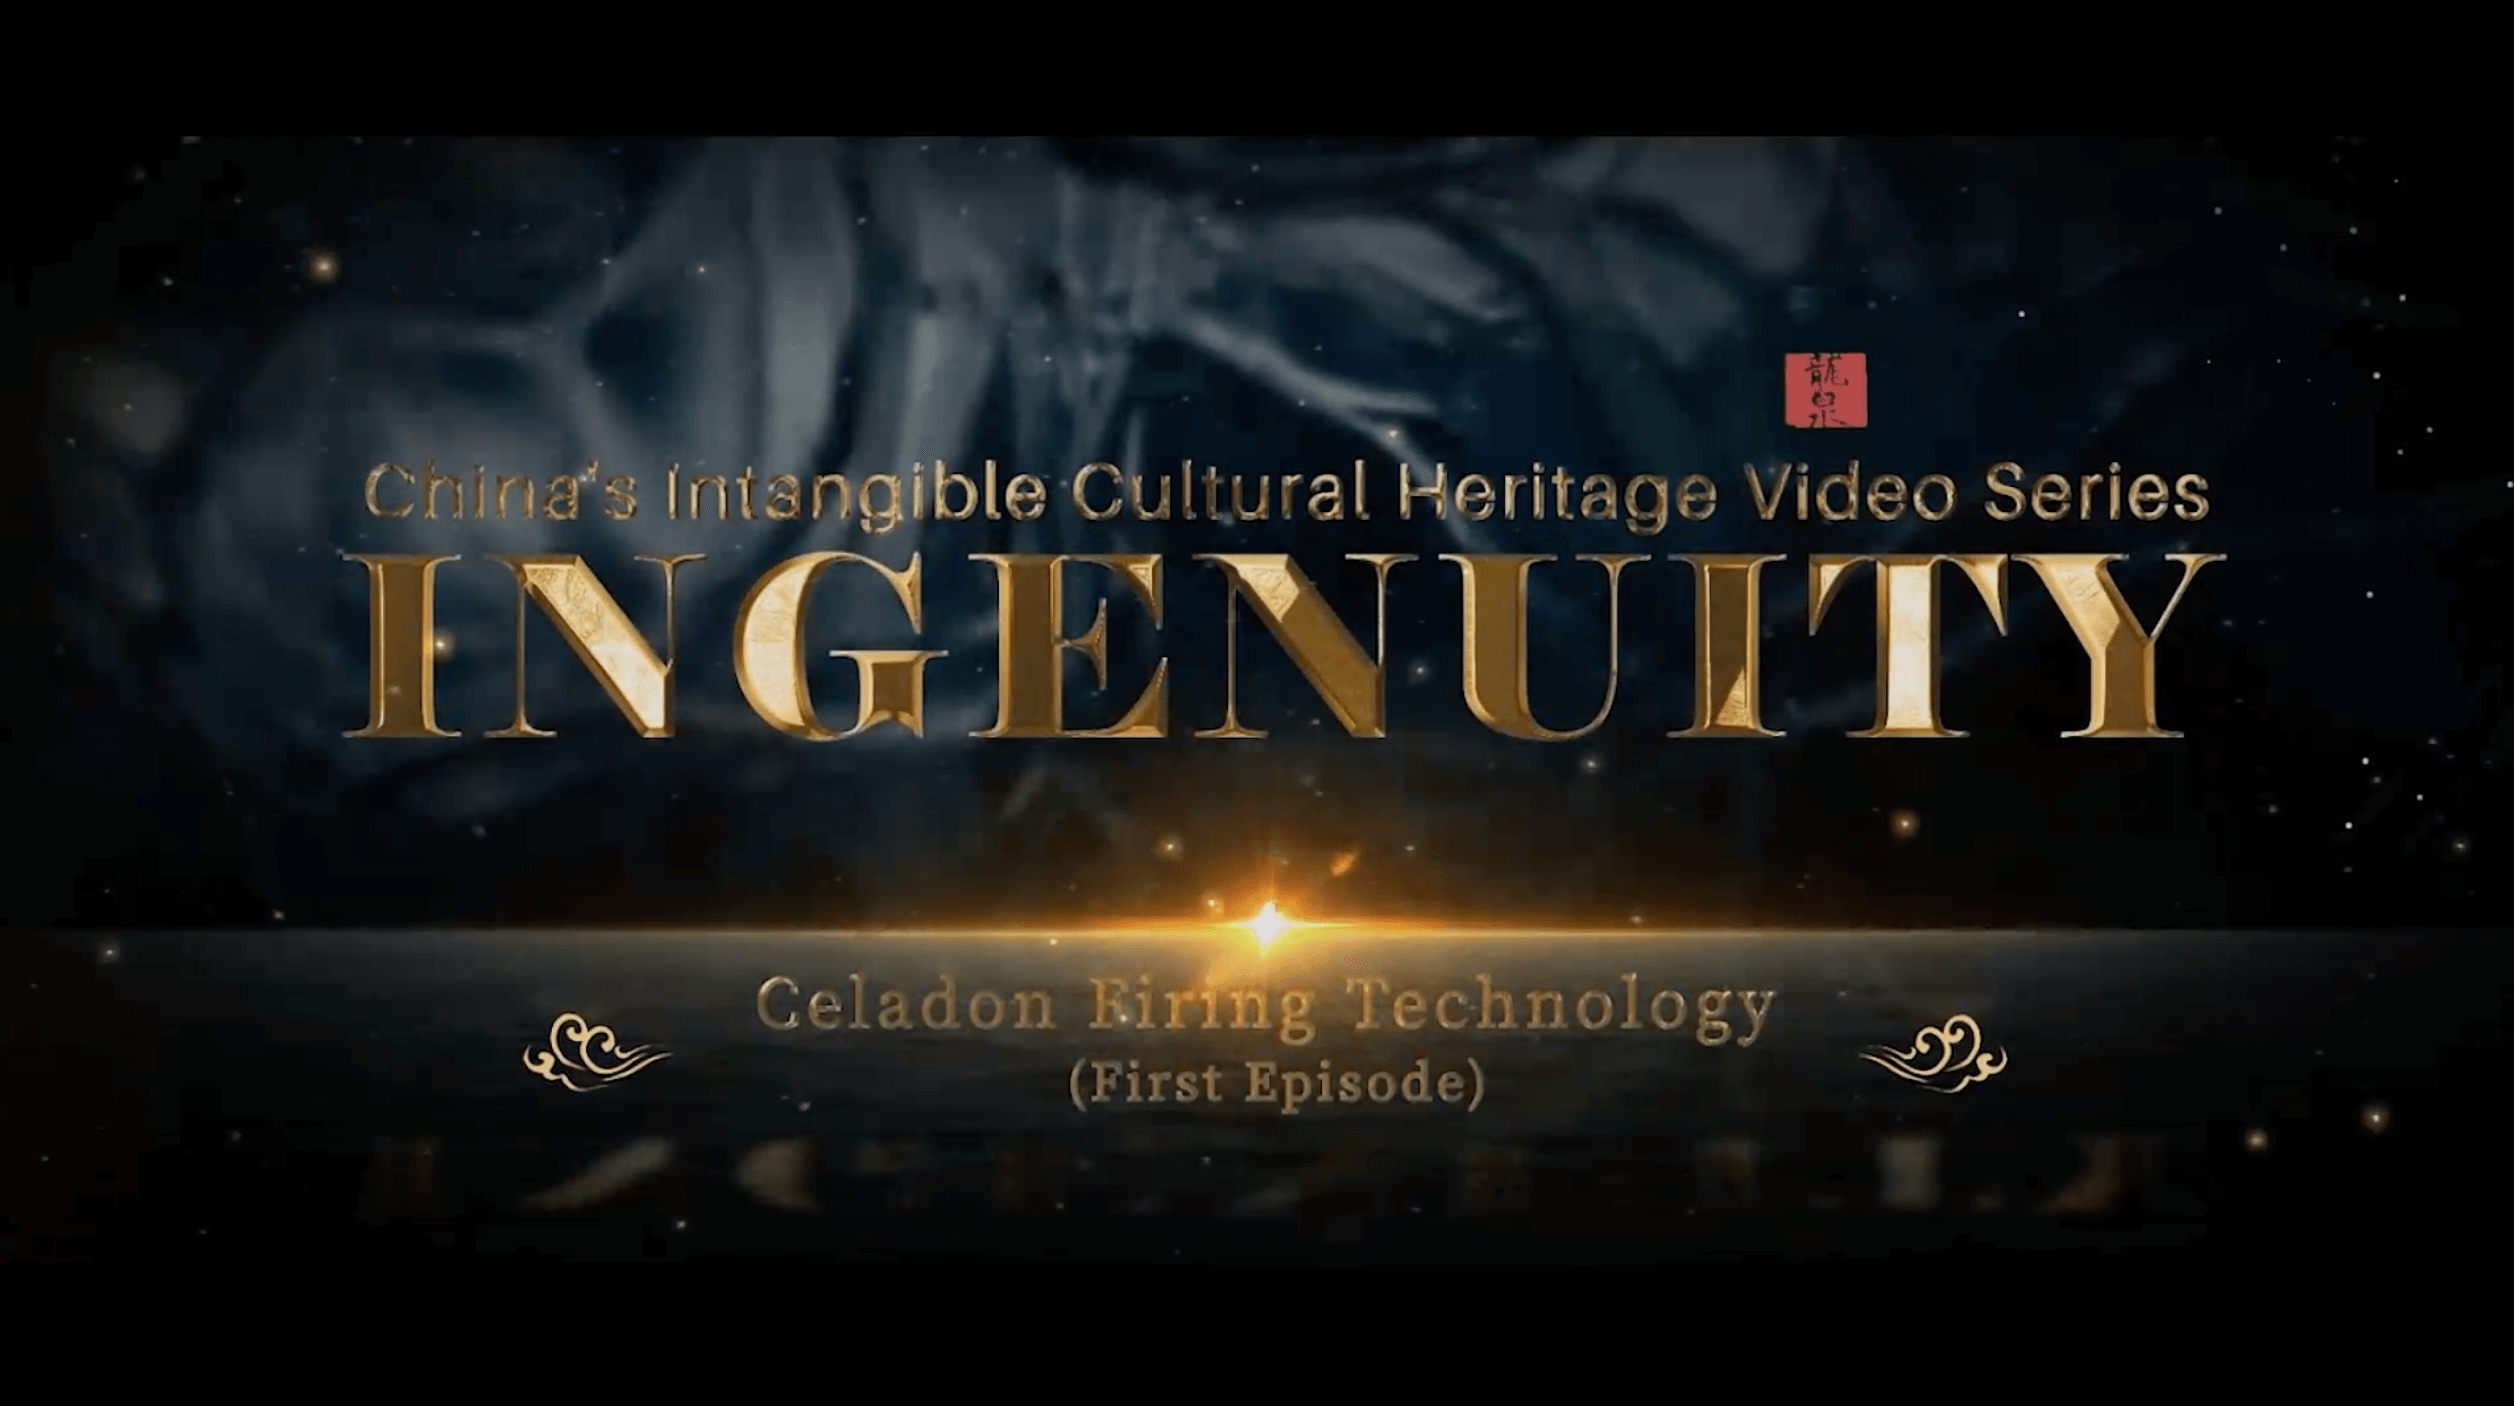 龍泉
China's Intangible Cultural Heritage Video Series
INGENUITY
Celadon Firing Technology
(First Episode)